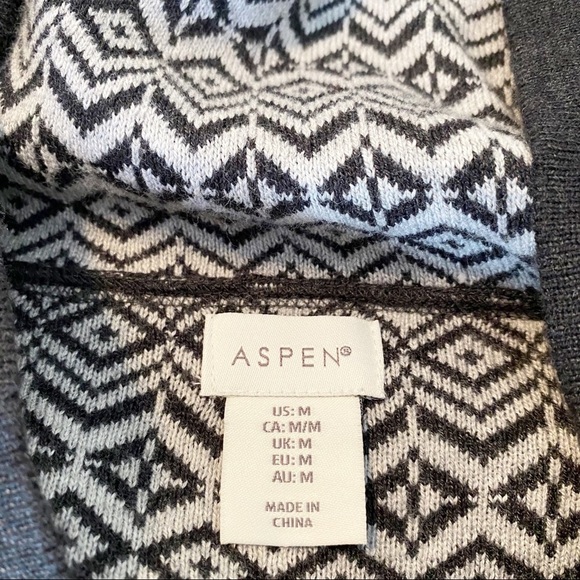 ASPEN®
US: M
CA: M/M
UK: M
EU: M
AU: M
MADE IN
CHINA